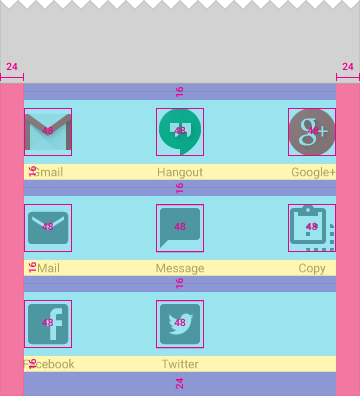 24 24
16
48 48 48
g+
16 Gmail Hangout Google+
16
48 48 48
16 Mail Message Copy
16
48 48
16 Facebook Twitter
24